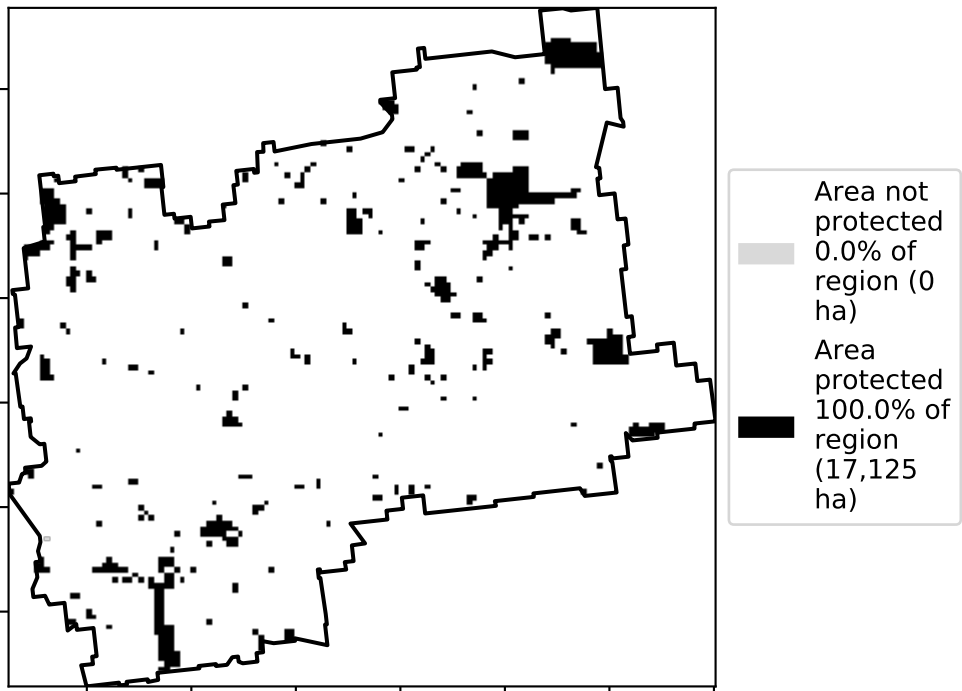 Area not
protected
0.0% of
region (0
ha)
Area
protected
100.0% of
region
(17,125
ha)